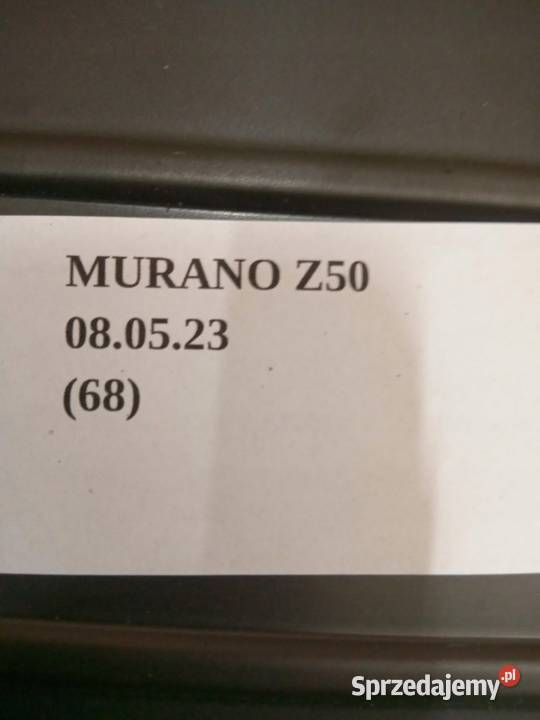 MURANO Z50
08.05.23
(68)
Sprzedajemy.pl